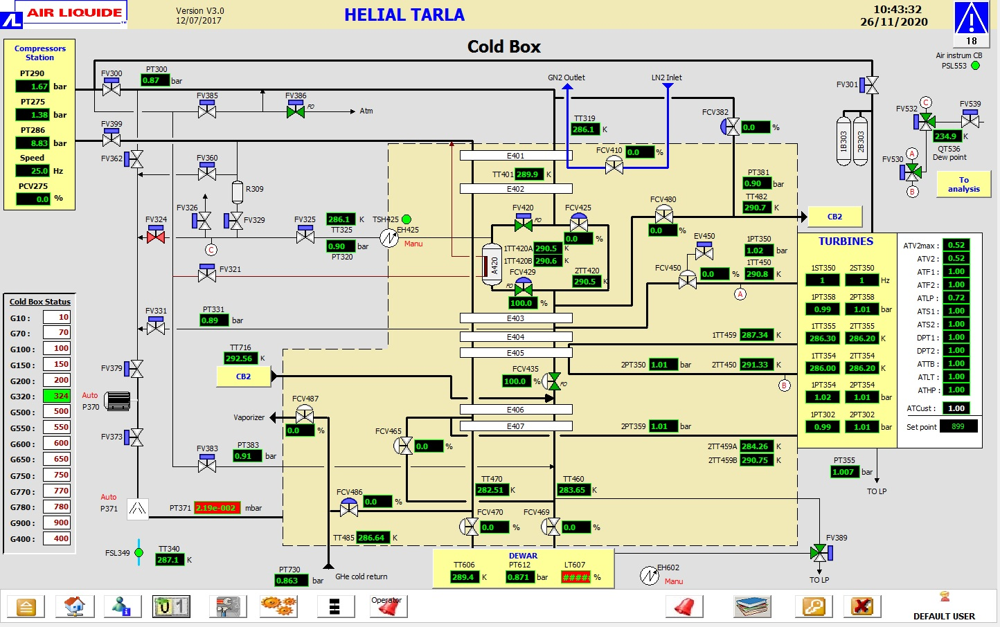 AIR LIQUIDE
AL
TM
Version V3.0
12/07/2017
HELIAL TARLA
10:43:32
26/11/2020
18
Cold Box
Air instrum CB
PSL553
Compressors
Station
PT290
1.67 bar
PT275
1.38 bar
PT286
8.83 bar
Speed
25.0 Hz
PCV275
0.0 %
FV300
PT300
0.87 bar
FV385
FV386
FO
Atm
FV399
FV362
FV360
R309
FV326
FV329
C
FV324
FV325
286.1 K
TT325
0.90 bar
PT320
TSH425
EH425
Manu
FV321
FV331
PT331
0.89 bar
GN2 Outlet
LN2 Inlet
TT319
286.1 K
FCV410
0.0 %
FCV382
0.0 %
E401
TT401 289.9 K
E402
FV420
FO
FCV425
0.0 %
1TT420A 290.5 K
1TT420B 290.6 K
A420
FCV429
FO
100.0 %
2TT420
290.5 K
PT381
0.90 bar
TT482
290.7 K
FCV480
0.0 %
CB2
EV450
1PT350
1.02 bar
FCV450
0.0 %
1TT450
290.8 K
A
FV301
1B303
2B303
FV532
C
FV539
234.9 K
QT536
Dew point
FV530
A
B
To
analysis
E403
E404
E405
1TT459 287.34 K
2PT350 1.01 bar
2TT450 291.33 K
B
FCV435
100.0 %
FO
E406
E407
2PT359 1.01 bar
2TT459A 284.26 K
2TT459B 290.75 K
TURBINES
1ST350 2ST350
1 1 Hz
1PT358 2PT358
0.99 1.01 bar
1TT355 2TT355
286.30 286.20 K
1TT354 2TT354
286.00 286.20 K
1PT354 2PT354
1.02 1.01 bar
1PT302 2PT302
0.99 1.01 bar
ATV2max : 0.52
ATV2 : 0.52
ATF1 : 1.00
ATF2 : 1.00
ATLP : 0.72
ATS1 : 1.00
ATS2 : 1.00
DPT1 : 1.00
DPT2 : 1.00
ATTB : 1.00
ATLT : 1.00
ATHP : 1.00
ATCust : 1.00
Set point 899
PT355
1.007 bar
TO LP
Cold Box Status
G10 : 10
G70 : 70
G100 : 100
G150 : 150
G200 : 200
G320 : 324
G500 : 500
G550 : 550
G600 : 600
G650 : 650
G750 : 750
G770 : 770
G780 : 780
G900 : 900
G400 : 400
FV379
Auto
P370
FV373
Auto
P371
PT371 2.19e-002 mbar
FSL349
TT340
287.1 K
TT716
292.56 K
CB2
FCV487
Vaporizer
0.0 %
FV383
PT383
0.91 bar
FCV465
0.0 %
FCV486
0.0 %
TT470
282.51 K
TT460
283.65 K
FCV470
0.0 %
FCV469
0.0 %
TT485 286.64 K
PT730
0.863 bar
GHe cold return
DEWAR
TT606
289.4 K
PT612
0.871 bar
LT607
####: %
EH602
Manu
FV389
TO LP
0 1
Operator
DEFAULT USER